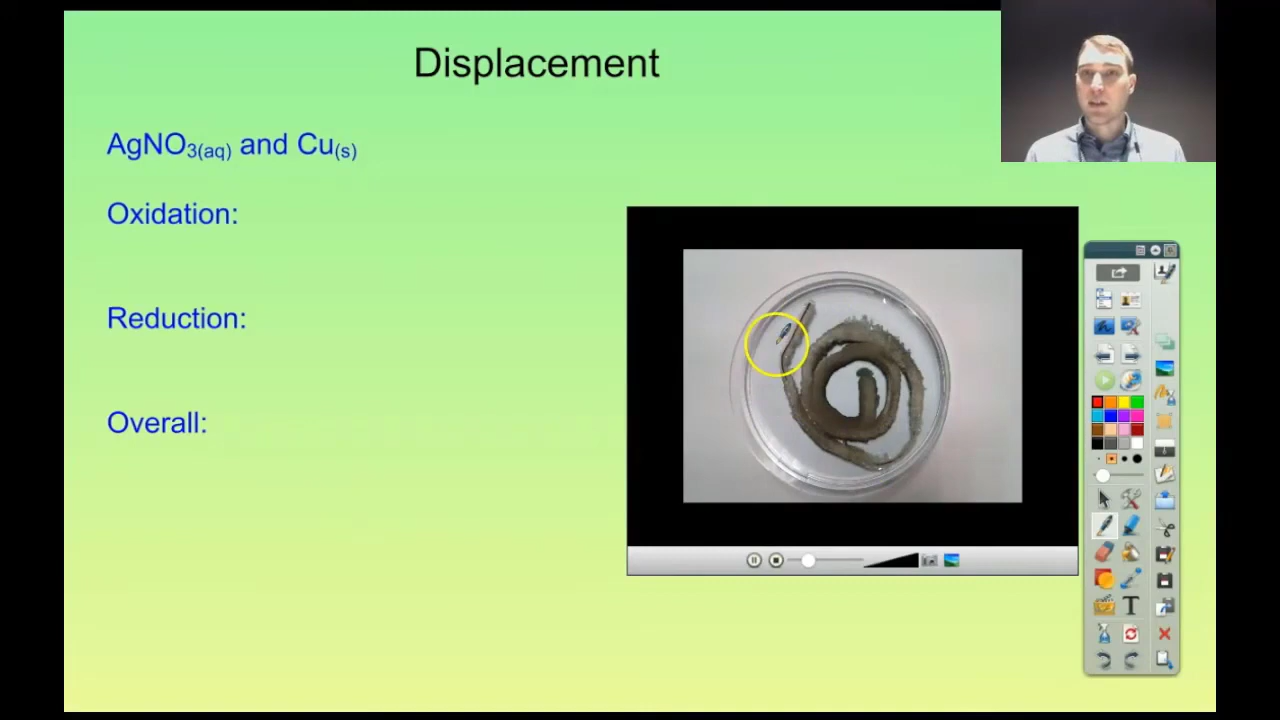 Displacement
AgNO₃₍aq₎ and Cu₍s₎
Oxidation:
Reduction:
Overall:
T